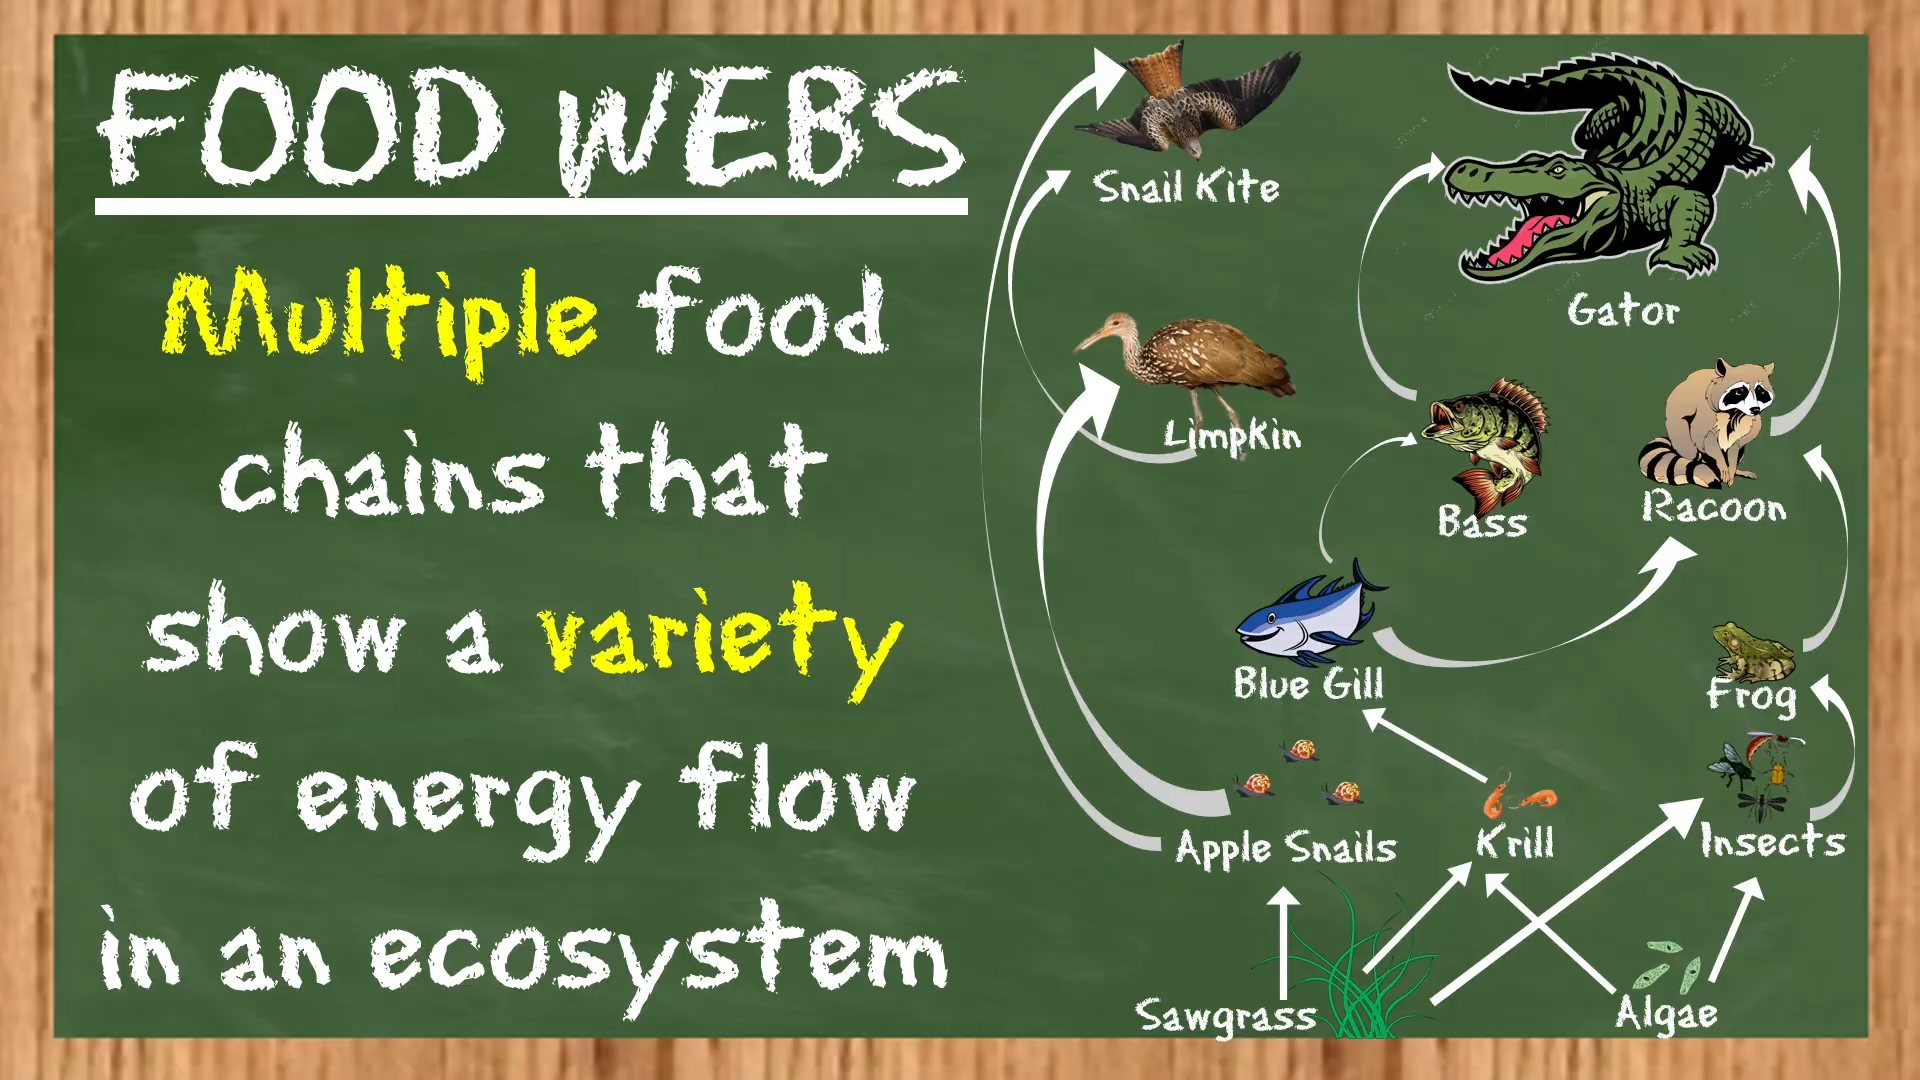 FOOD WEBS
Multiple food
chains that
show a variety
of energy flow
in an ecosystem
Snail Kite
Gator
Limpkin
Bass
Racoon
Blue Gill
Frog
Apple Snails
Krill
Insects
Sawgrass
Algae